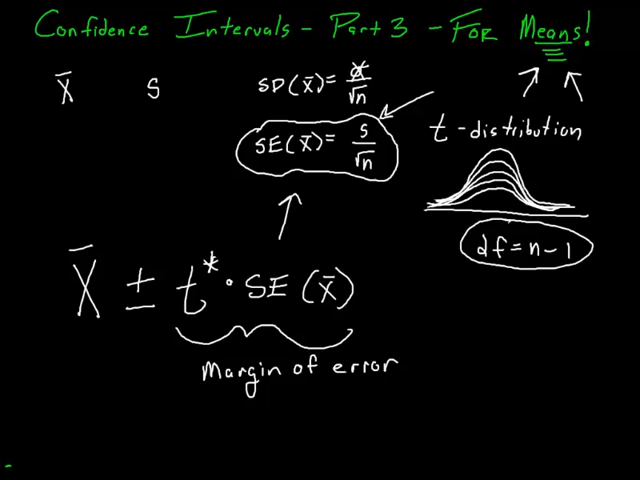 Confidence Intervals - Part 3 - For Means!
X̄ S SD(X̄) = σ/√n
SE(X̄) = s/√n
t-distribution
df = n - 1
X̄ ± t* · SE(X̄)
Margin of error